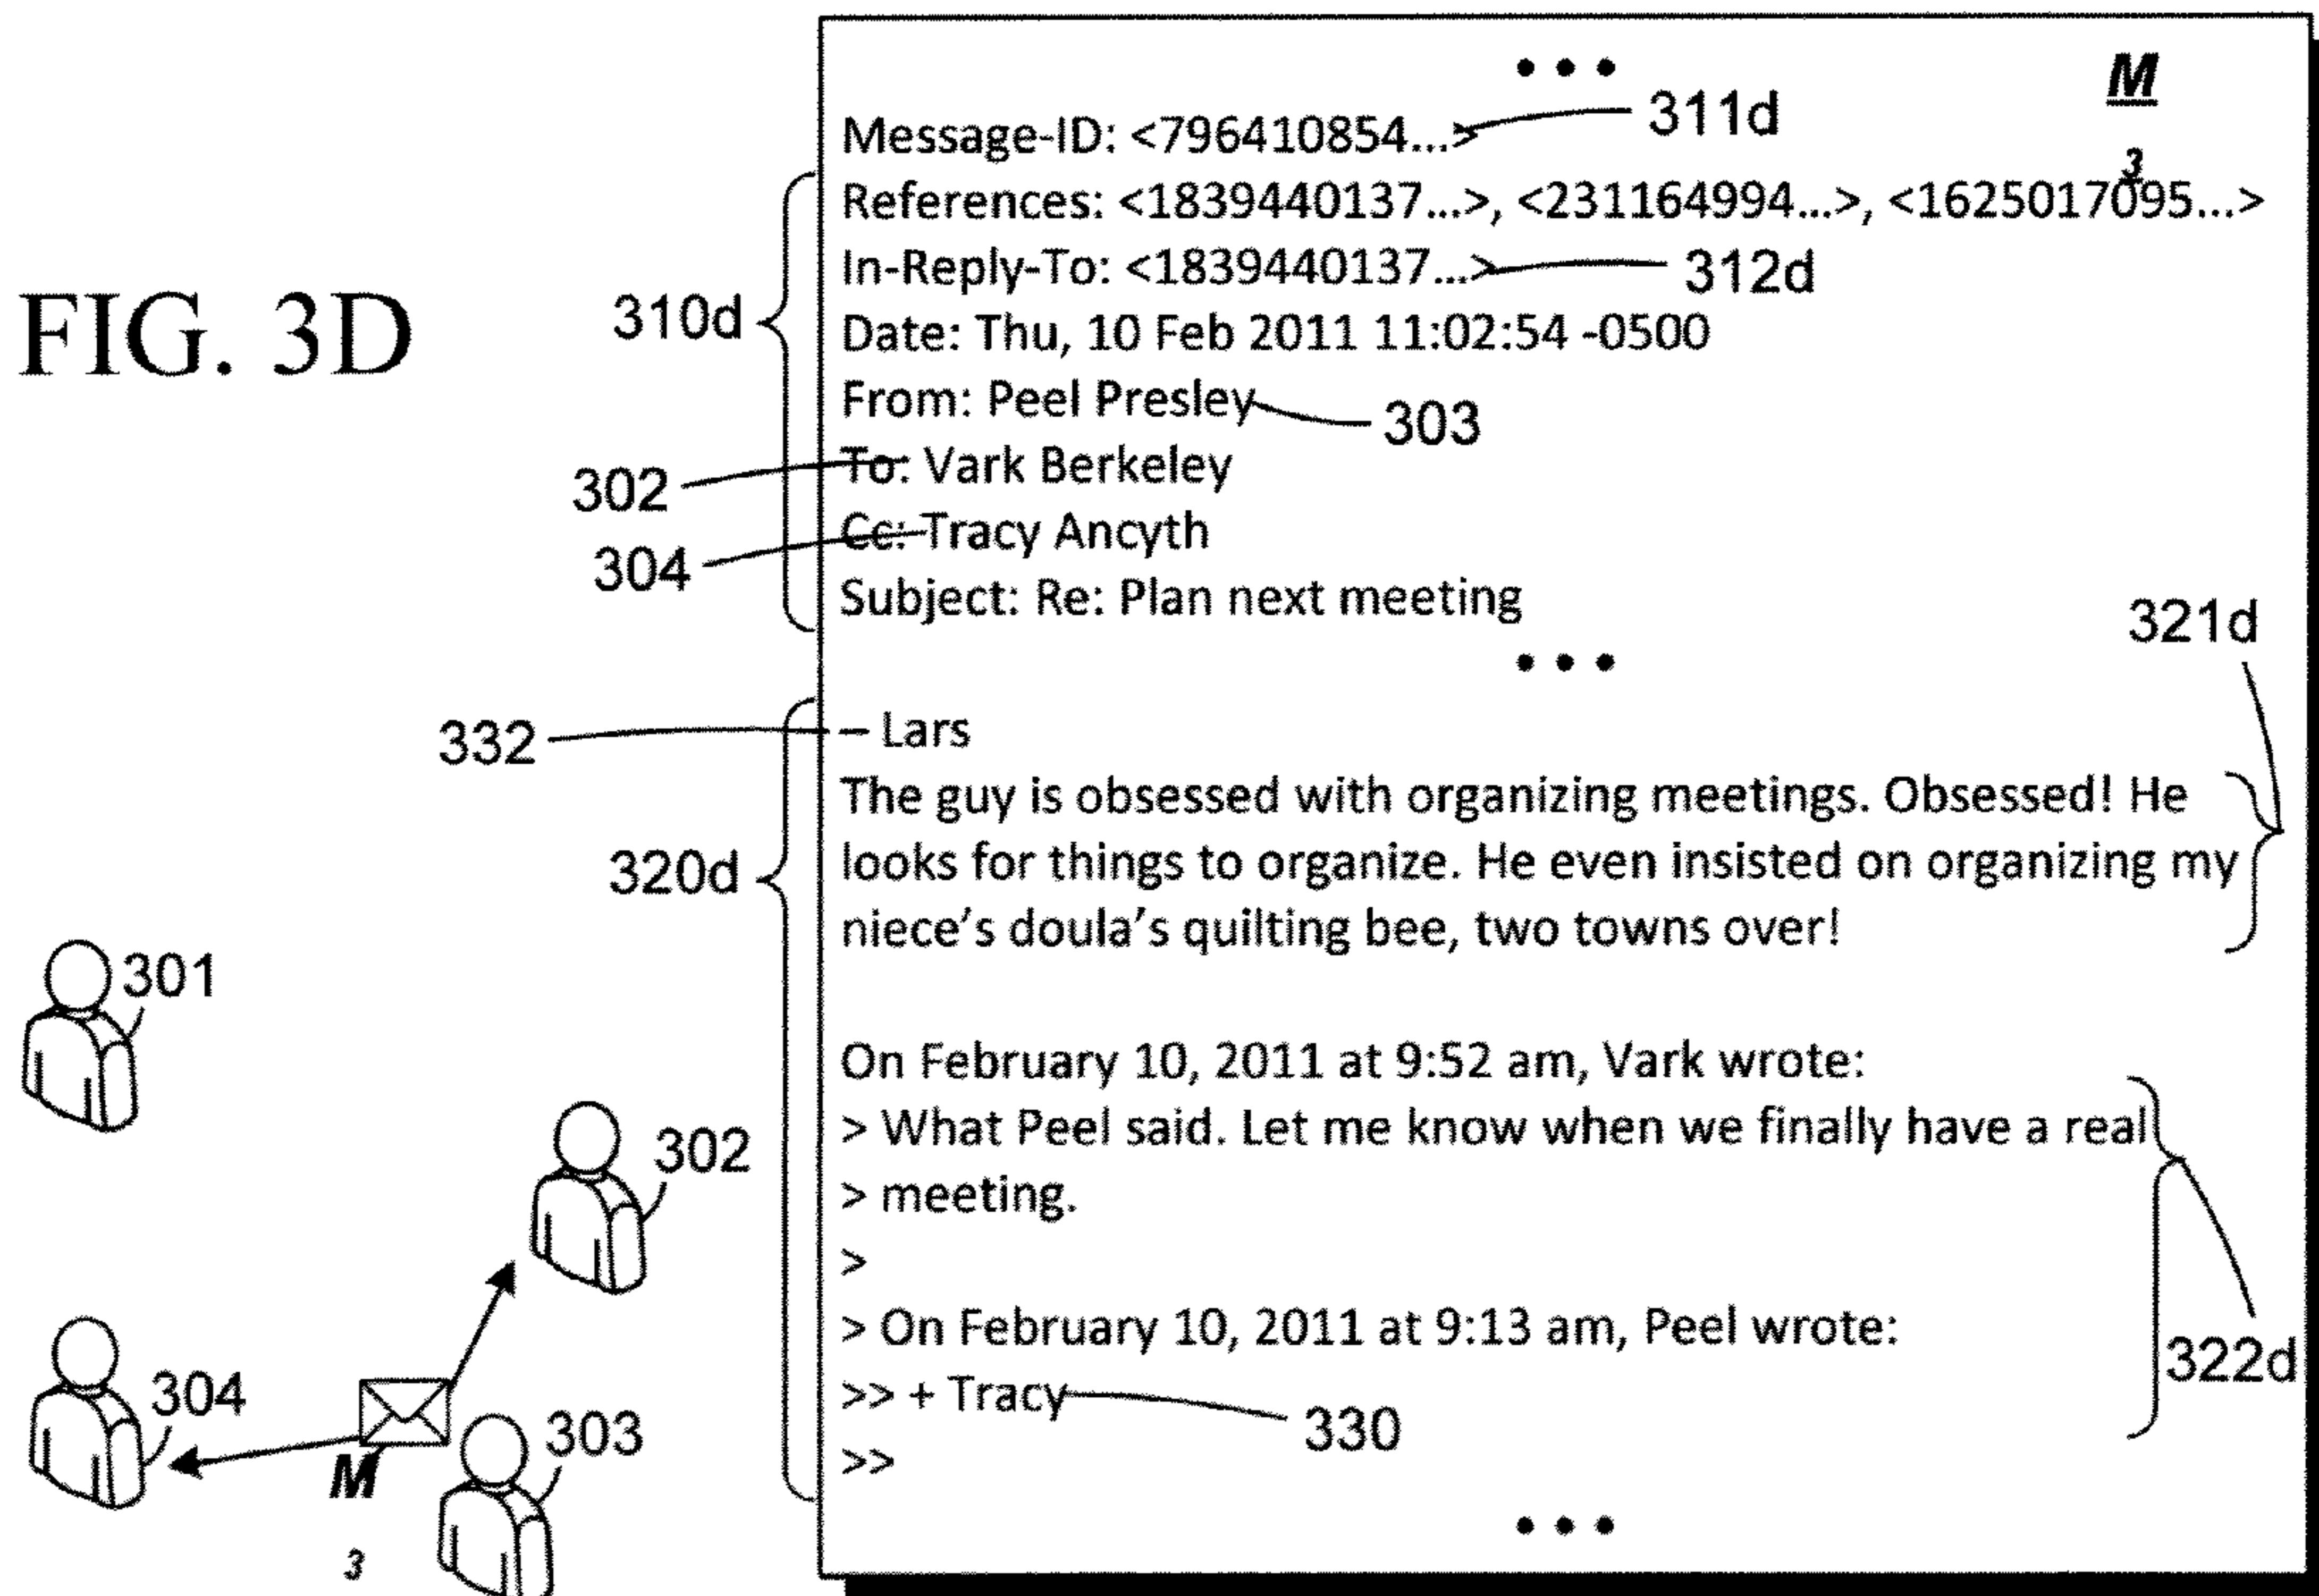 FIG. 3D
• • •
M
3
Message-ID: <796410854...>
311d
References: <1839440137...>, <231164994...>, <1625017095...>
In-Reply-To: <1839440137...>
312d
310d
Date: Thu, 10 Feb 2011 11:02:54 -0500
From: Peel Presley
303
To: Vark Berkeley
302
Cc: Tracy Ancyth
304
Subject: Re: Plan next meeting
321d
• • •
332
– Lars
The guy is obsessed with organizing meetings. Obsessed! He
looks for things to organize. He even insisted on organizing my
niece's doula's quilting bee, two towns over!
320d
On February 10, 2011 at 9:52 am, Vark wrote:
> What Peel said. Let me know when we finally have a real
> meeting.
>
> On February 10, 2011 at 9:13 am, Peel wrote:
322d
>> + Tracy
330
>>
• • •
301
302
304
303
M
3